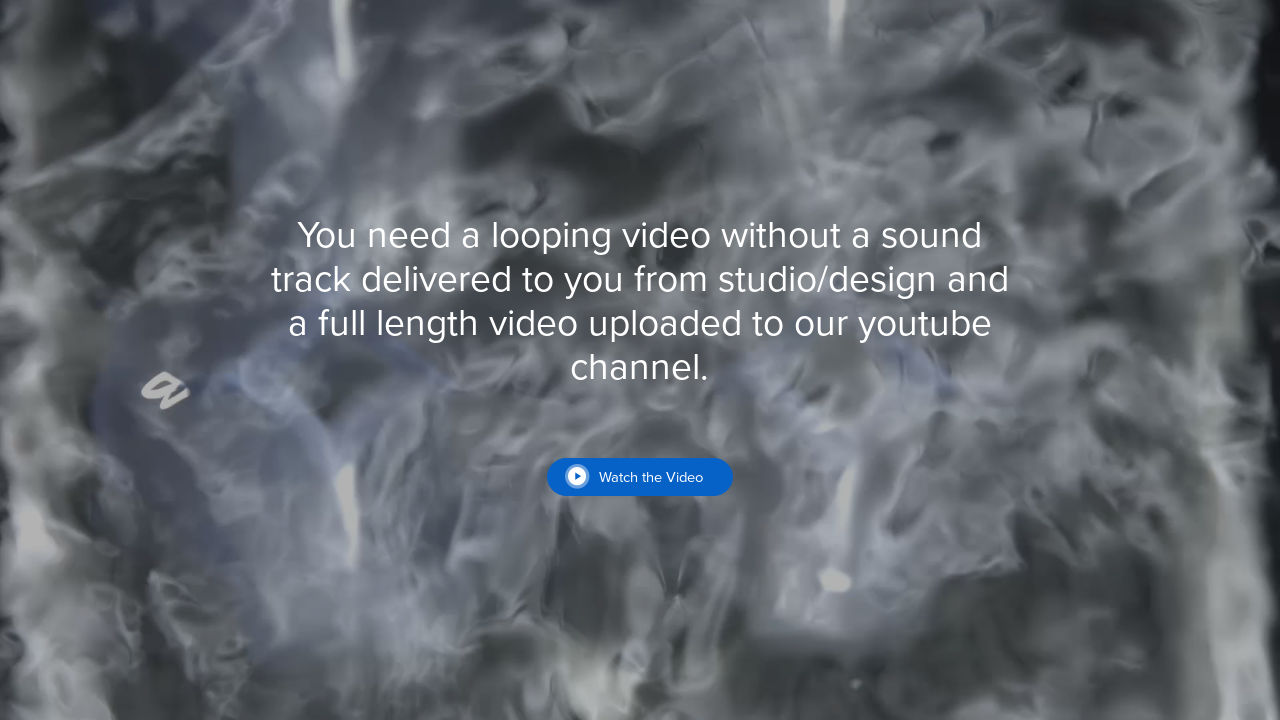 You need a looping video without a sound
track delivered to you from studio/design and
a full length video uploaded to our youtube
channel.
Watch the Video